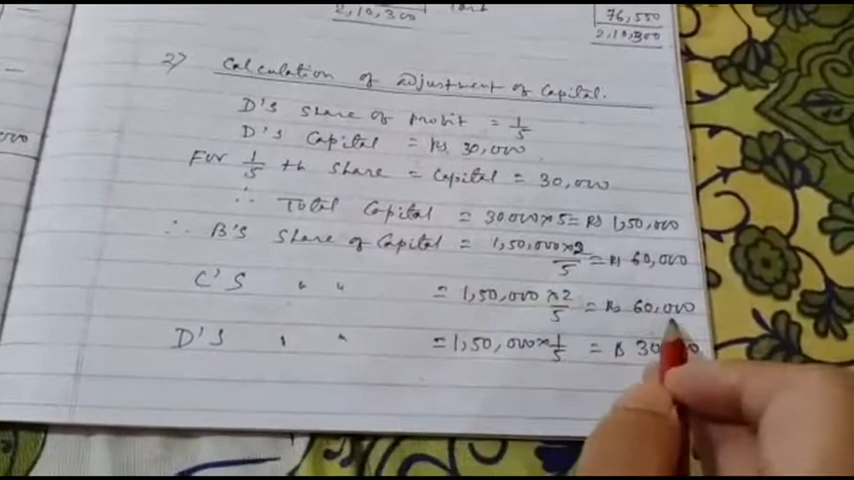 2,10,300
76,550
2,10,300
2) Calculation of adjustment of Capital.
D's share of profit = 1/5
D's Capital = Rs 30,000
For 1/5 th share = Capital = 30,000
∴ Total Capital = 30000×5 = Rs 1,50,000
∴ B's Share of Capital = 1,50,000×2/5 = Rs 60,000
C's " " = 1,50,000×2/5 = Rs 60,000
D's " " = 1,50,000×1/5 = Rs